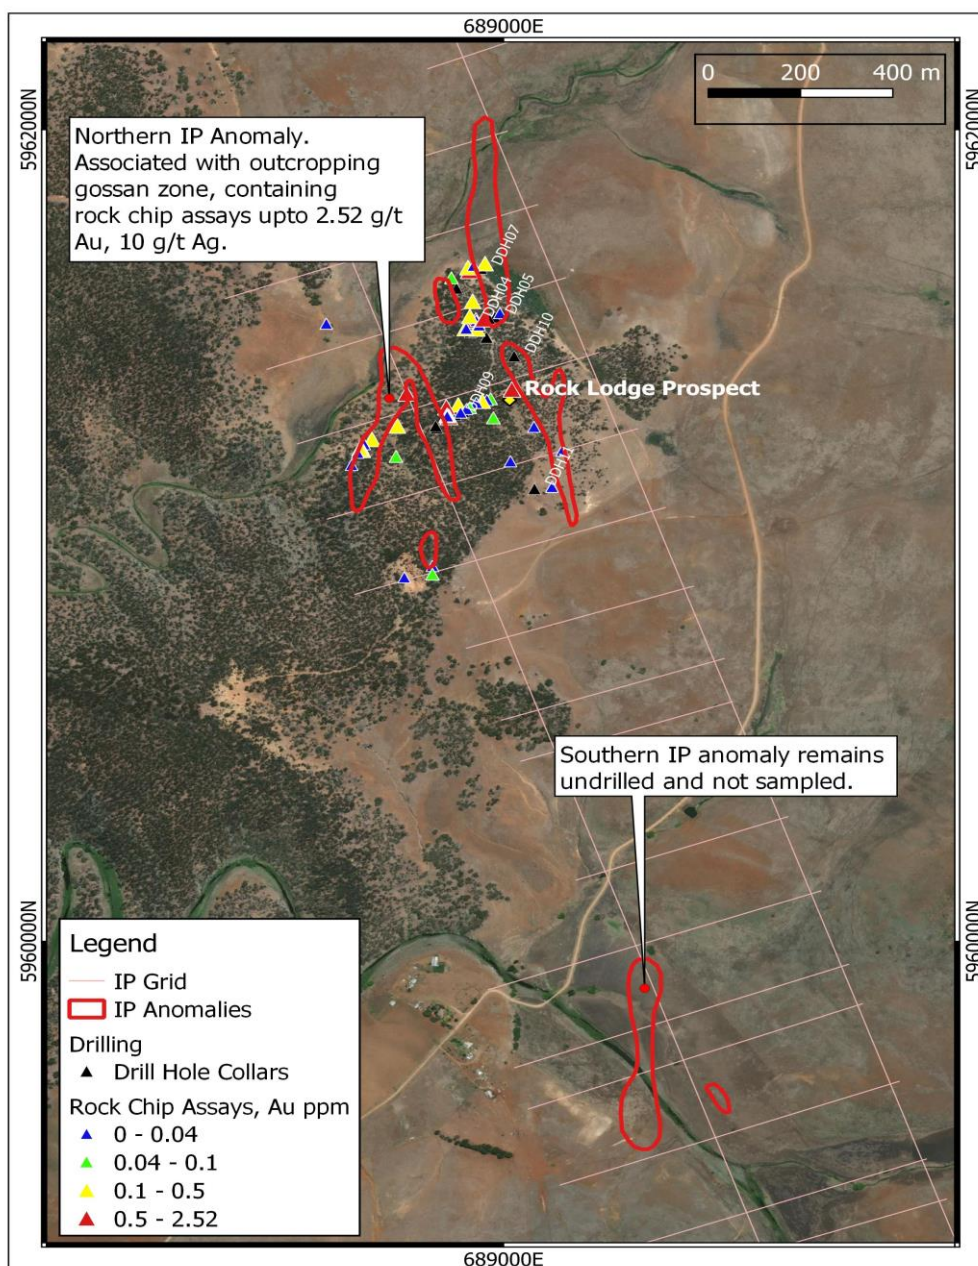 689000E
0 200 400 m
5962000N
5962000N
Northern IP Anomaly.
Associated with outcropping
gossan zone, containing
rock chip assays upto 2.52 g/t
Au, 10 g/t Ag.
DDH07
DDH04
DDH05
DDH10
DDH09
Rock Lodge Prospect
DDH11
Southern IP anomaly remains
undrilled and not sampled.
5960000N
5960000N
Legend
IP Grid
IP Anomalies
Drilling
Drill Hole Collars
Rock Chip Assays, Au ppm
0 - 0.04
0.04 - 0.1
0.1 - 0.5
0.5 - 2.52
689000E